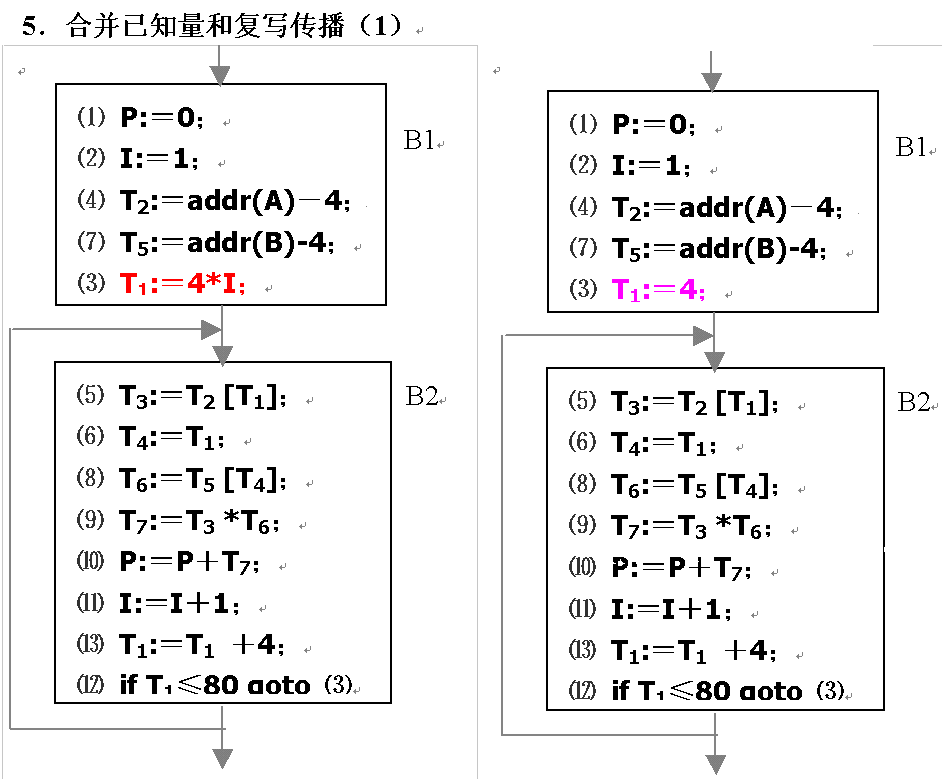 5．合并已知量和复写传播（1）
⑴ P:＝0；
⑵ I:＝1；
⑷ T₂:＝addr(A)－4；
⑺ T₅:＝addr(B)-4；
⑶ T₁:＝4*I；
B1
⑸ T₃:＝T₂ [T₁]；
⑹ T₄:＝T₁；
⑻ T₆:＝T₅ [T₄]；
⑼ T₇:＝T₃ *T₆；
⑽ P:＝P＋T₇；
⑾ I:＝I＋1；
⒀ T₁:＝T₁ ＋4；
⑿ if T₁≤80 goto ⑶
B2
⑴ P:＝0；
⑵ I:＝1；
⑷ T₂:＝addr(A)－4；
⑺ T₅:＝addr(B)-4；
⑶ T₁:＝4；
B1
⑸ T₃:＝T₂ [T₁]；
⑹ T₄:＝T₁；
⑻ T₆:＝T₅ [T₄]；
⑼ T₇:＝T₃ *T₆；
⑽ P:＝P＋T₇；
⑾ I:＝I＋1；
⒀ T₁:＝T₁ ＋4；
⑿ if T₁≤80 goto ⑶
B2